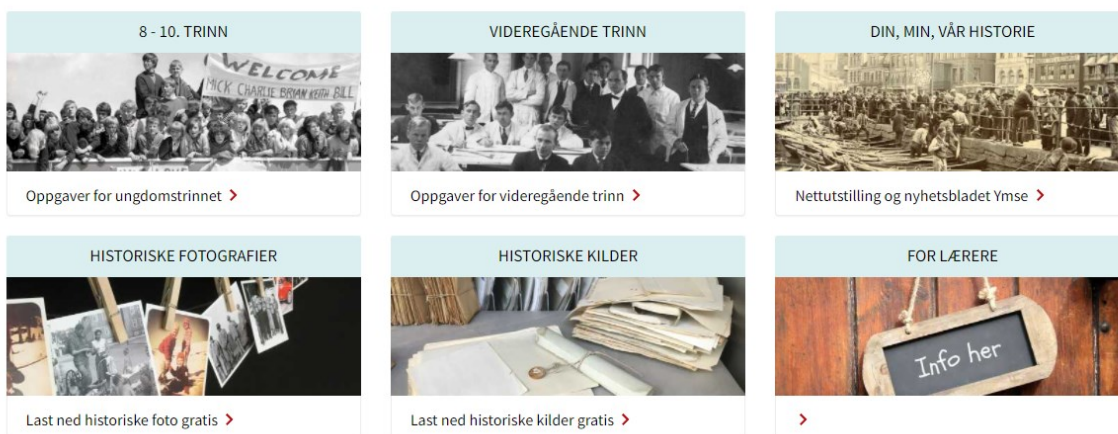 8 - 10. TRINN
WELCOME
MICK CHARLIE BRIAN KEITH BILL
Oppgaver for ungdomstrinnet
VIDEREGÅENDE TRINN
Oppgaver for videregående trinn
DIN, MIN, VÅR HISTORIE
Nettutstilling og nyhetsbladet Ymse
HISTORISKE FOTOGRAFIER
Last ned historiske foto gratis
HISTORISKE KILDER
Last ned historiske kilder gratis
FOR LÆRERE
Info her